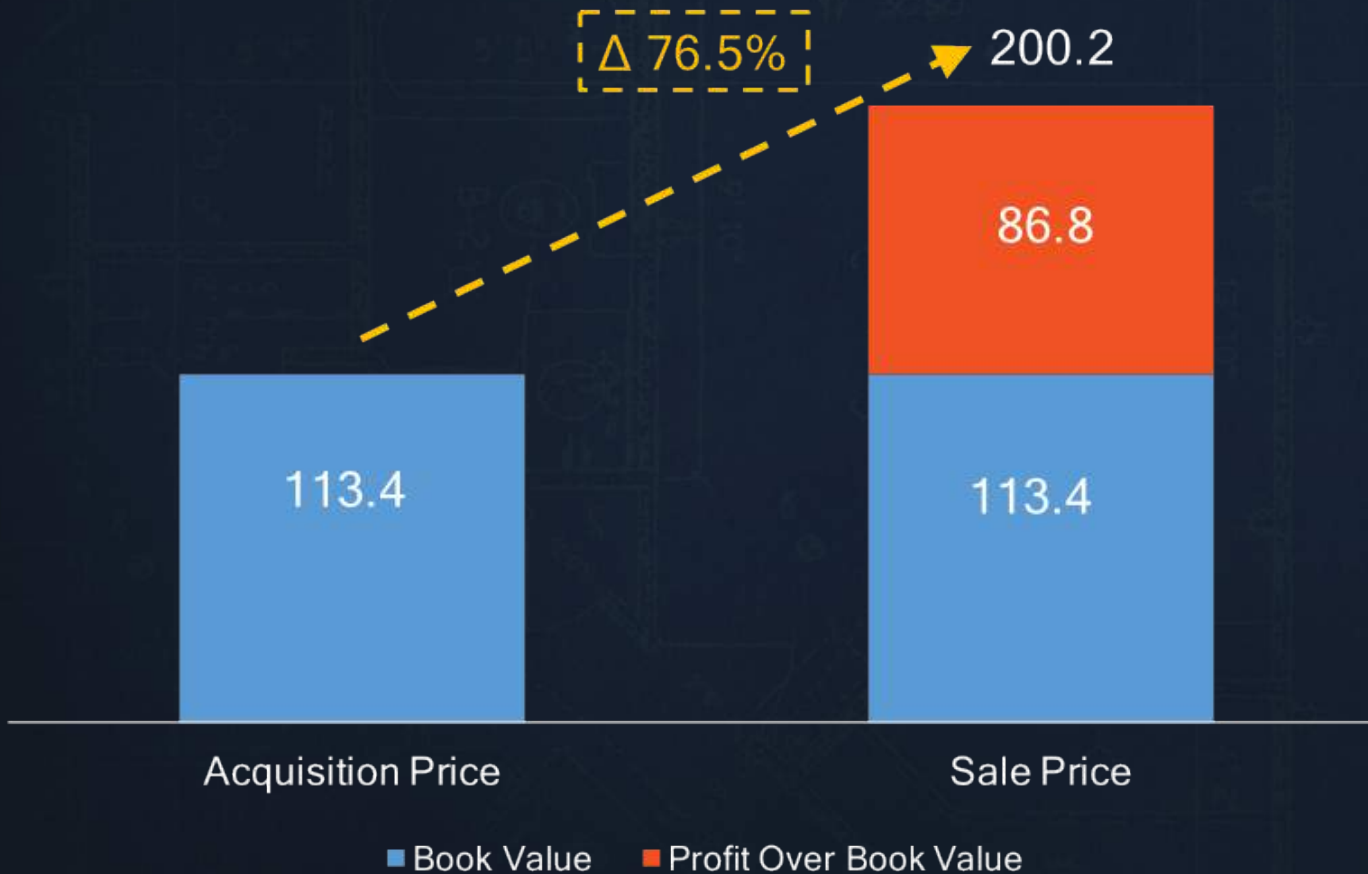 Δ 76.5%
200.2
86.8
113.4
113.4
Acquisition Price
Sale Price
Book Value
Profit Over Book Value